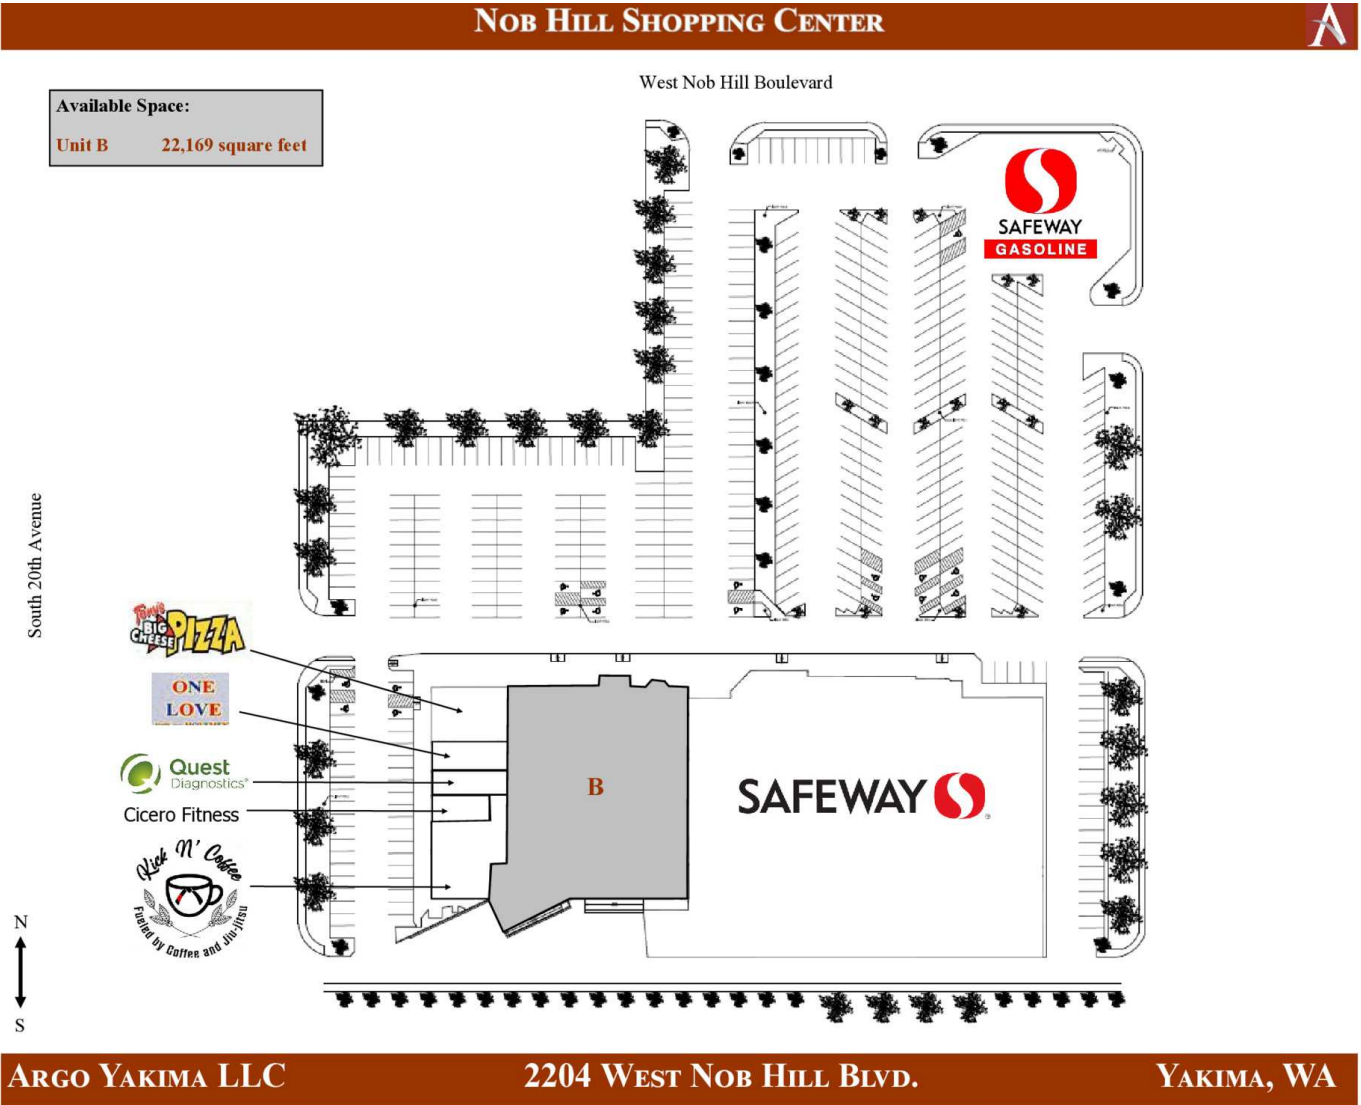 NOB HILL SHOPPING CENTER
West Nob Hill Boulevard
Available Space:
Unit B 22,169 square feet
SAFEWAY
GASOLINE
South 20th Avenue
Tony's
BIG
CHEESE
PIZZA
ONE
LOVE
Quest
Diagnostics
Cicero Fitness
Kick N' Coffee
Fueled by Coffee and Jiu-jitsu
B
SAFEWAY
N
S
ARGO YAKIMA LLC
2204 WEST NOB HILL BLVD.
YAKIMA, WA